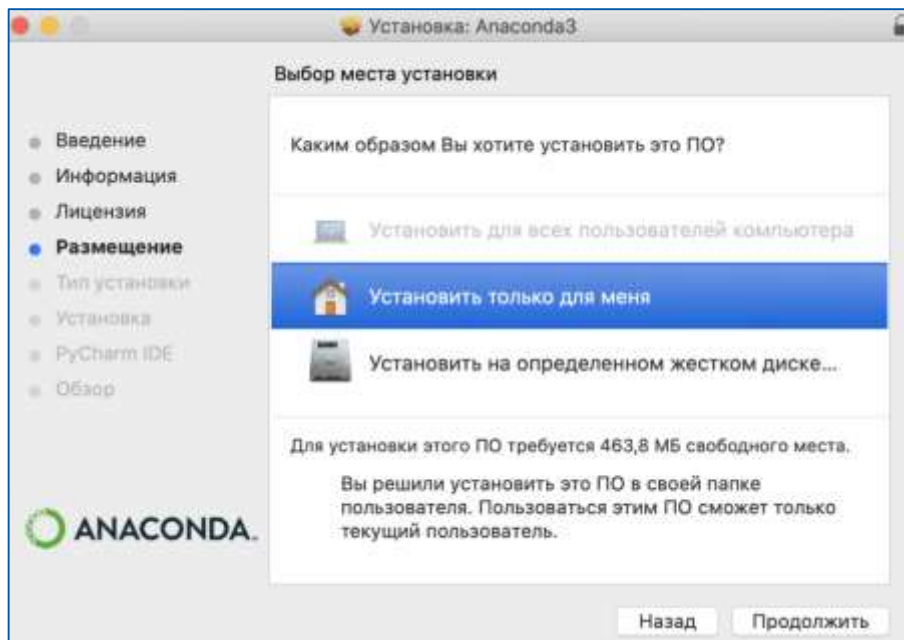 Установка: Anaconda3
Выбор места установки
Введение
Информация
Лицензия
Размещение
Тип установки
Установка
PyCharm IDE
Обзор
Каким образом Вы хотите установить это ПО?
Установить для всех пользователей компьютера
Установить только для меня
Установить на определенном жестком диске...
Для установки этого ПО требуется 463,8 МБ свободного места.
Вы решили установить это ПО в своей папке
пользователя. Пользоваться этим ПО сможет только
текущий пользователь.
ANACONDA.
Назад
Продолжить